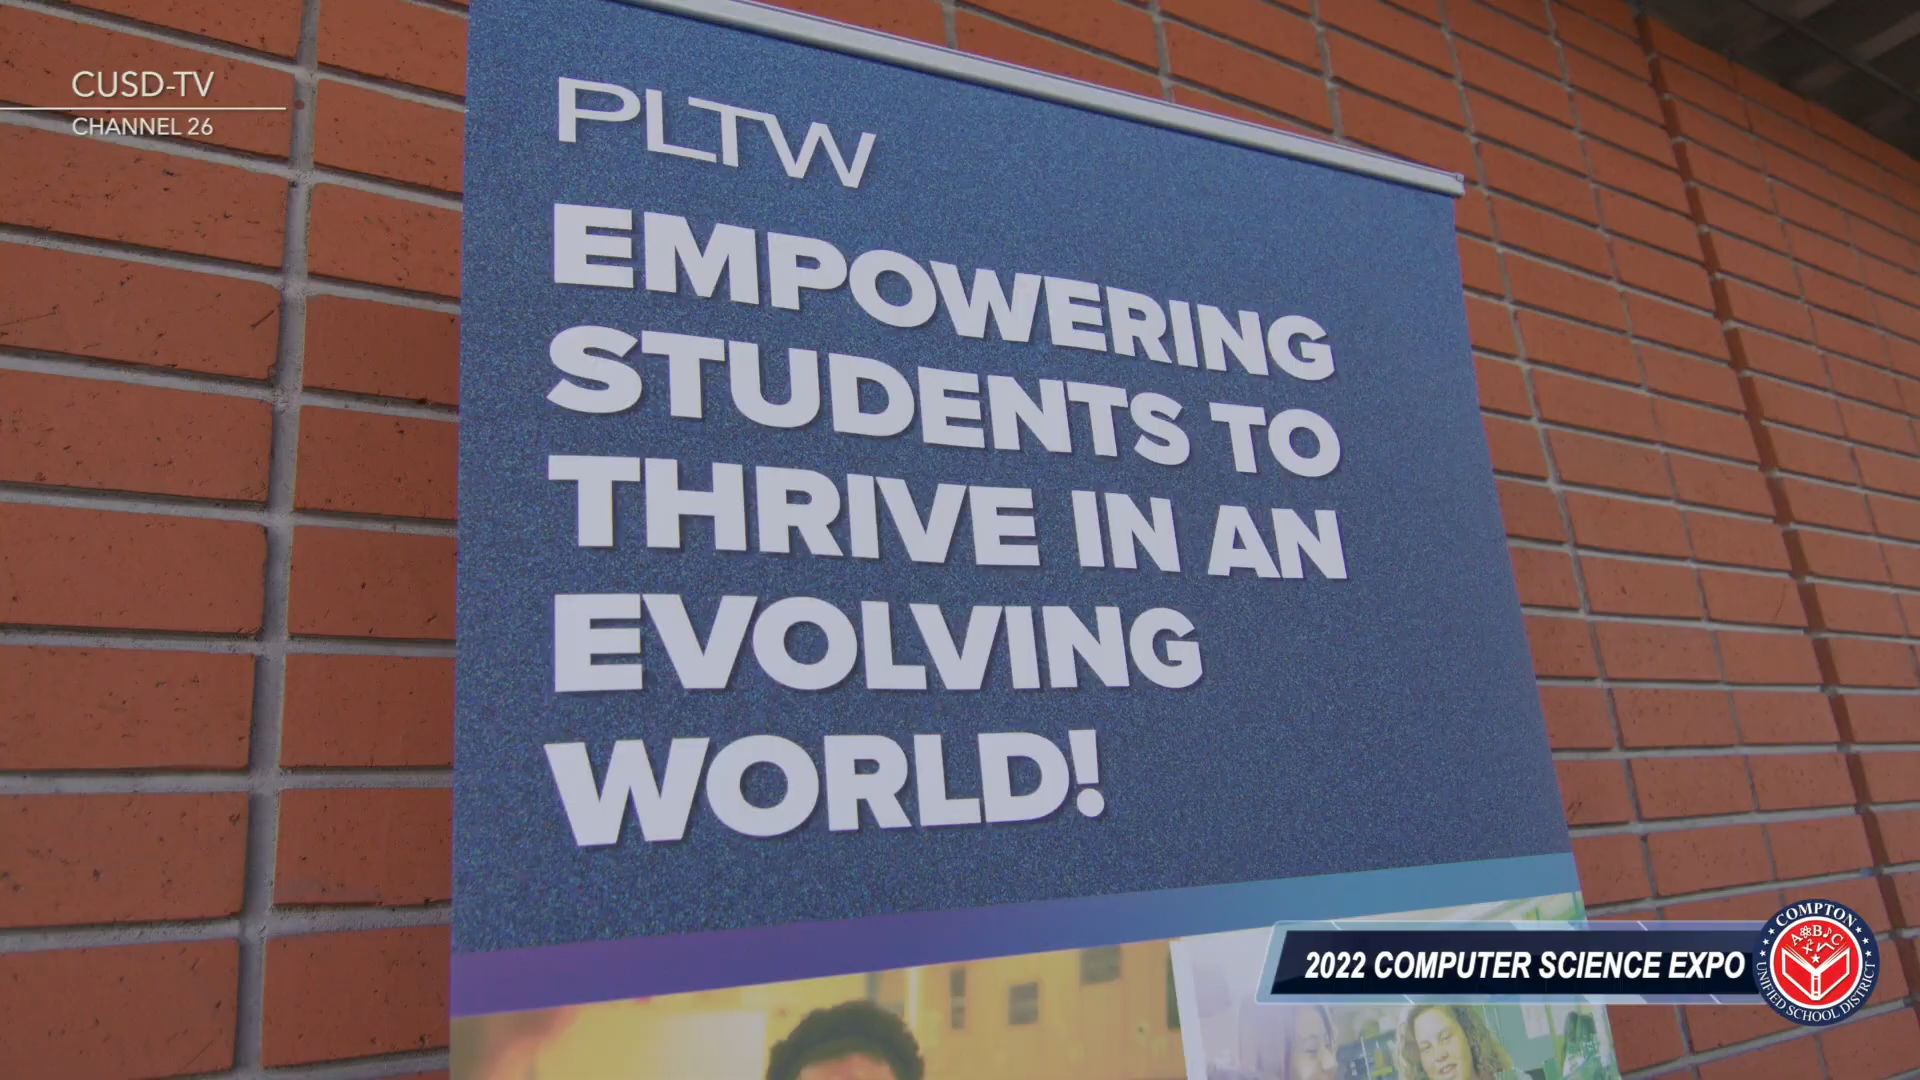 CUSD-TV
CHANNEL 26
PLTW
EMPOWERING
STUDENTS TO
THRIVE IN AN
EVOLVING
WORLD!
2022 COMPUTER SCIENCE EXPO
COMPTON
A B C
UNIFIED SCHOOL DISTRICT